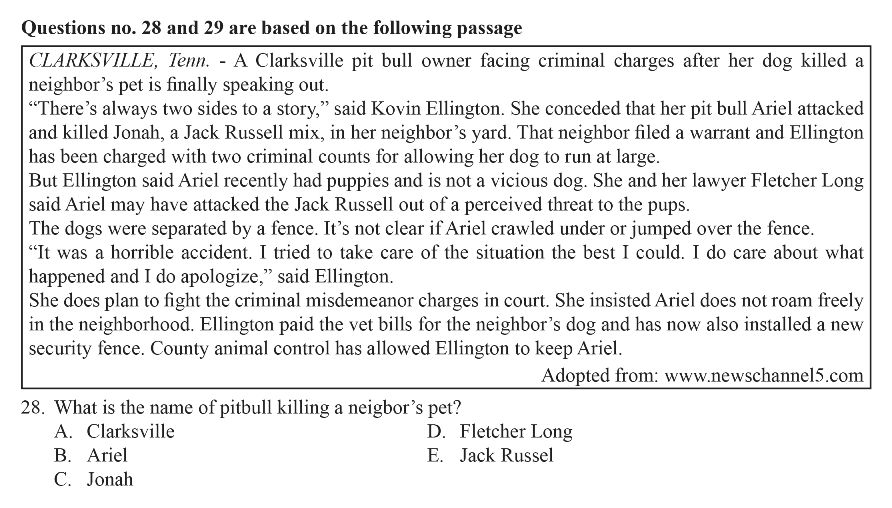 Questions no. 28 and 29 are based on the following passage
CLARKSVILLE, Tenn. - A Clarksville pit bull owner facing criminal charges after her dog killed a
neighbor's pet is finally speaking out.
“There's always two sides to a story,” said Kovin Ellington. She conceded that her pit bull Ariel attacked
and killed Jonah, a Jack Russell mix, in her neighbor's yard. That neighbor filed a warrant and Ellington
has been charged with two criminal counts for allowing her dog to run at large.
But Ellington said Ariel recently had puppies and is not a vicious dog. She and her lawyer Fletcher Long
said Ariel may have attacked the Jack Russell out of a perceived threat to the pups.
The dogs were separated by a fence. It's not clear if Ariel crawled under or jumped over the fence.
“It was a horrible accident. I tried to take care of the situation the best I could. I do care about what
happened and I do apologize,” said Ellington.
She does plan to fight the criminal misdemeanor charges in court. She insisted Ariel does not roam freely
in the neighborhood. Ellington paid the vet bills for the neighbor's dog and has now also installed a new
security fence. County animal control has allowed Ellington to keep Ariel.
Adopted from: www.newschannel5.com
28. What is the name of pitbull killing a neigbor's pet?
A. Clarksville
B. Ariel
C. Jonah
D. Fletcher Long
E. Jack Russel